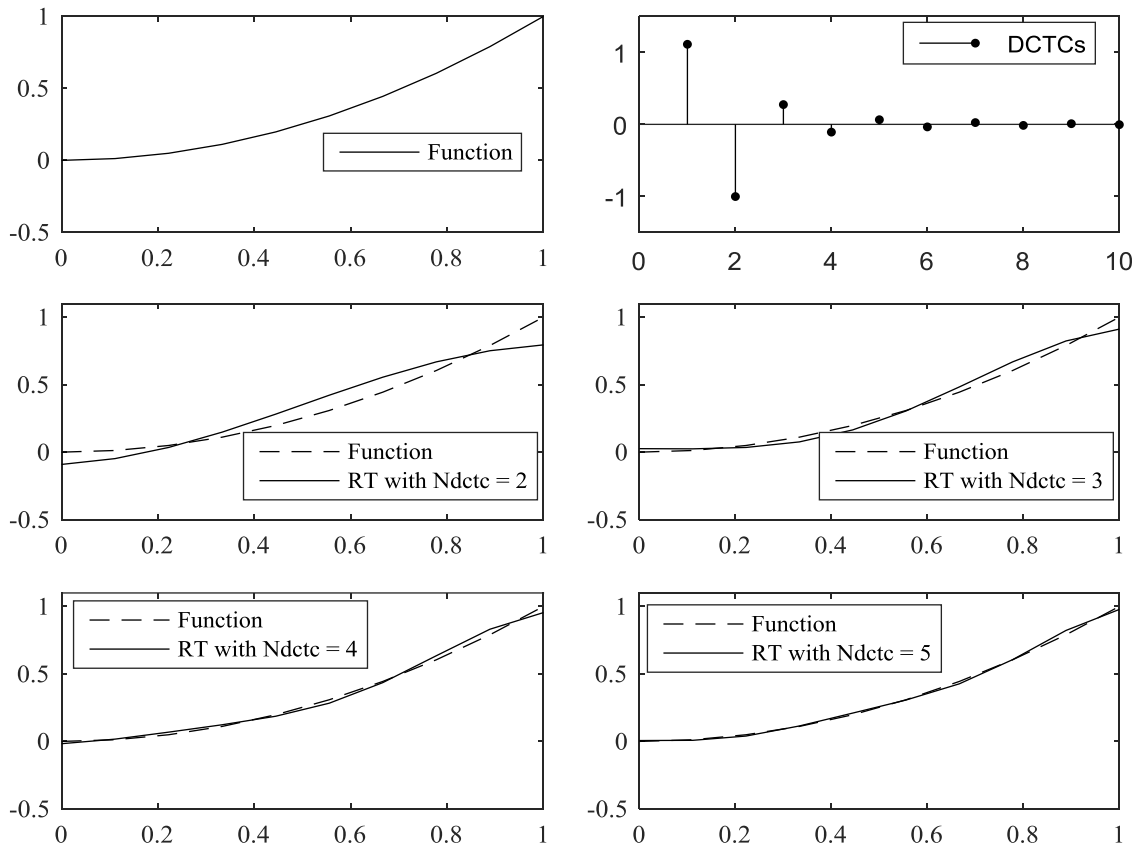 1
0.5
0
-0.5
0 0.2 0.4 0.6 0.8 1
Function
1
0
-1
0 2 4 6 8 10
DCTCs
1
0.5
0
-0.5
0 0.2 0.4 0.6 0.8 1
Function
RT with Ndctc = 2
1
0.5
0
-0.5
0 0.2 0.4 0.6 0.8 1
Function
RT with Ndctc = 3
1
0.5
0
-0.5
0 0.2 0.4 0.6 0.8 1
Function
RT with Ndctc = 4
1
0.5
0
-0.5
0 0.2 0.4 0.6 0.8 1
Function
RT with Ndctc = 5